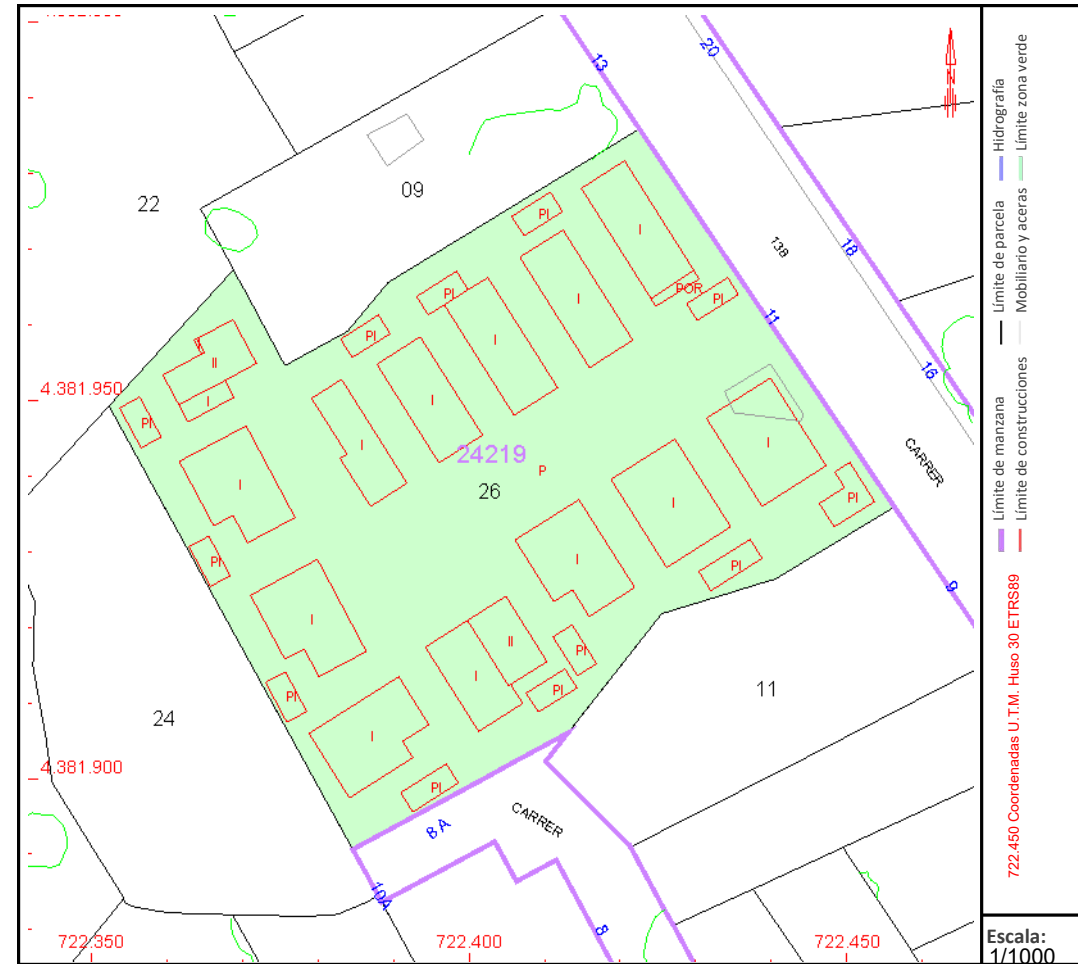 13
20
N
22
09
PI
138
18
I
PI
POR
PI
I
11
PI
I
16
II
4.381.950
I
I
PI
I
I
CARRER
24219
P
26
I
PI
I
I
PI
PI
I
9
I
II
PI
I
PI
PI
11
24
I
4.381.900
PI
CARRER
8 A
10A
8
722.350
722.400
722.450
Límite de manzana
Límite de parcela
Hidrografía
Límite de construcciones
Mobiliario y aceras
Límite zona verde
722.450 Coordenadas U.T.M. Huso 30 ETRS89
Escala:
1/1000